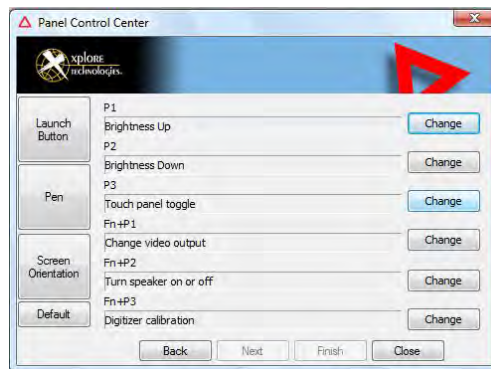 Panel Control Center
xplore
technologies.
Launch
Button
Pen
Screen
Orientation
Default
P1
Brightness Up
Change
P2
Brightness Down
Change
P3
Touch panel toggle
Change
Fn+P1
Change video output
Change
Fn+P2
Turn speaker on or off
Change
Fn+P3
Digitizer calibration
Change
Back
Next
Finish
Close